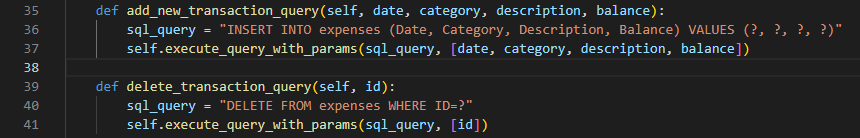 35 def add_new_transaction_query(self, date, category, description, balance):
36 sql_query = "INSERT INTO expenses (Date, Category, Description, Balance) VALUES (?, ?, ?, ?)"
37 self.execute_query_with_params(sql_query, [date, category, description, balance])
38
39 def delete_transaction_query(self, id):
40 sql_query = "DELETE FROM expenses WHERE ID=?"
41 self.execute_query_with_params(sql_query, [id])